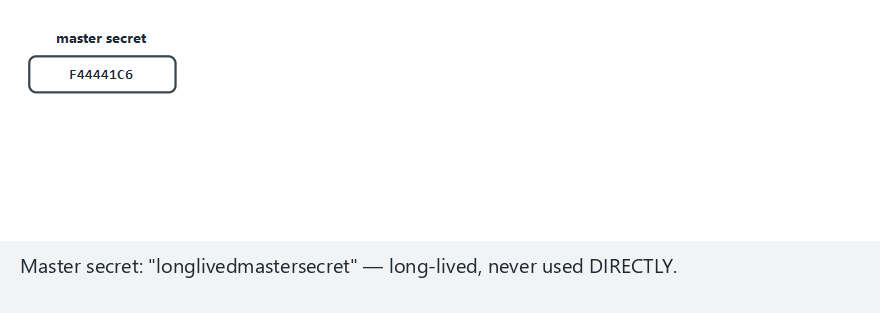 master secret
F44441C6
Master secret: "longlivedmastersecret" — long-lived, never used DIRECTLY.